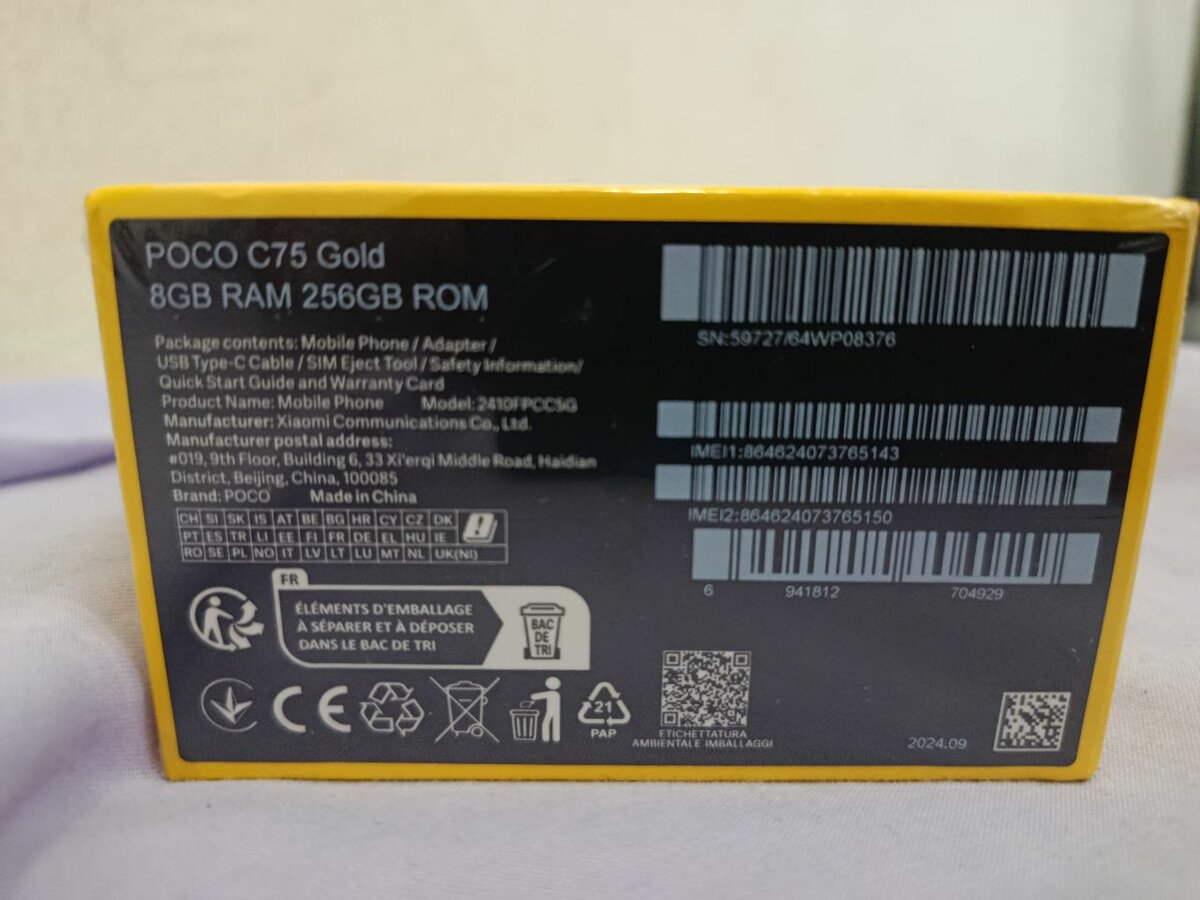 POCO C75 Gold
8GB RAM 256GB ROM
Package contents: Mobile Phone / Adapter /
USB Type-C Cable / SIM Eject Tool / Safety Information/
Quick Start Guide and Warranty Card
Product Name: Mobile Phone Model: 2410FPCC5G
Manufacturer: Xiaomi Communications Co., Ltd.
Manufacturer postal address:
#019, 9th Floor, Building 6, 33 Xi'erqi Middle Road, Haidian
District, Beijing, China, 100085
Brand: POCO Made in China
CH SI SK IS AT BE BG HR CY CZ DK
PT ES TR LI EE FI FR DE EL HU IE
RO SE PL NO IT LV LT LU MT NL UK(NI)
FR
ÉLÉMENTS D'EMBALLAGE
À SÉPARER ET À DÉPOSER
DANS LE BAC DE TRI
BAC
DE
TRI
CE
21
PAP
SN:59727/64WP08376
IMEI1:864624073765143
IMEI2:864624073765150
6 941812 704929
ETICHETTATURA
AMBIENTALE IMBALLAGGI
2024.09